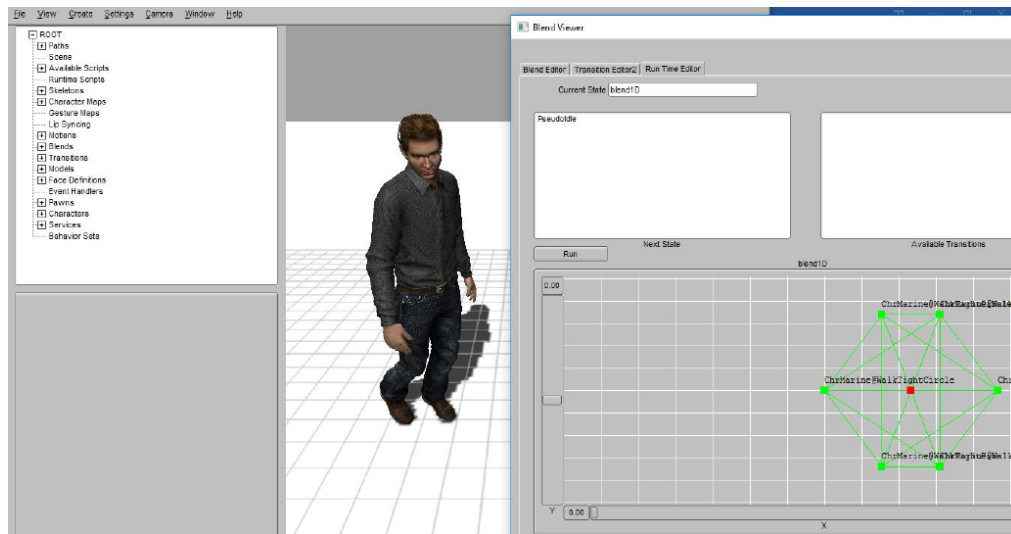 File View Create Settings Camera Window Help
ROOT
Paths
Scene
Available Scripts
Runtime Scripts
Skeletons
Character Maps
Gesture Maps
Lip Syncing
Motions
Blends
Transitions
Models
Face Definitions
Event Handlers
Pawns
Characters
Services
Behavior Sets
Blend Viewer
Blend Editor Transition Editor2 Run Time Editor
Current State blend1D
PseudoIdle
Next State Available Transitions
Run
blend1D
0.00
ChrMarine@
ChrMarine@WalkTightCircle Chr
ChrMarine@
Y 0.00
X